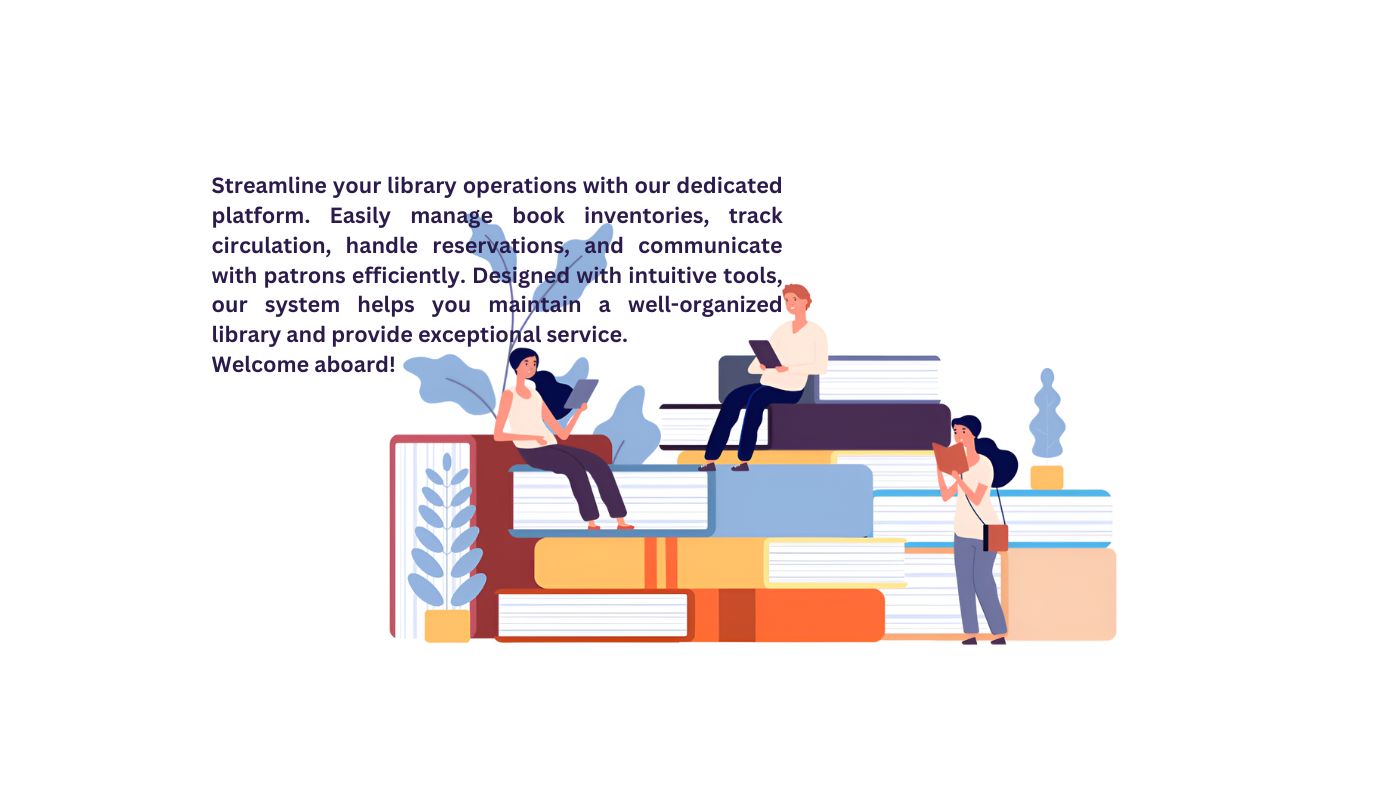 Streamline your library operations with our dedicated
platform. Easily manage book inventories, track
circulation, handle reservations, and communicate
with patrons efficiently. Designed with intuitive tools,
our system helps you maintain a well-organized
library and provide exceptional service.
Welcome aboard!